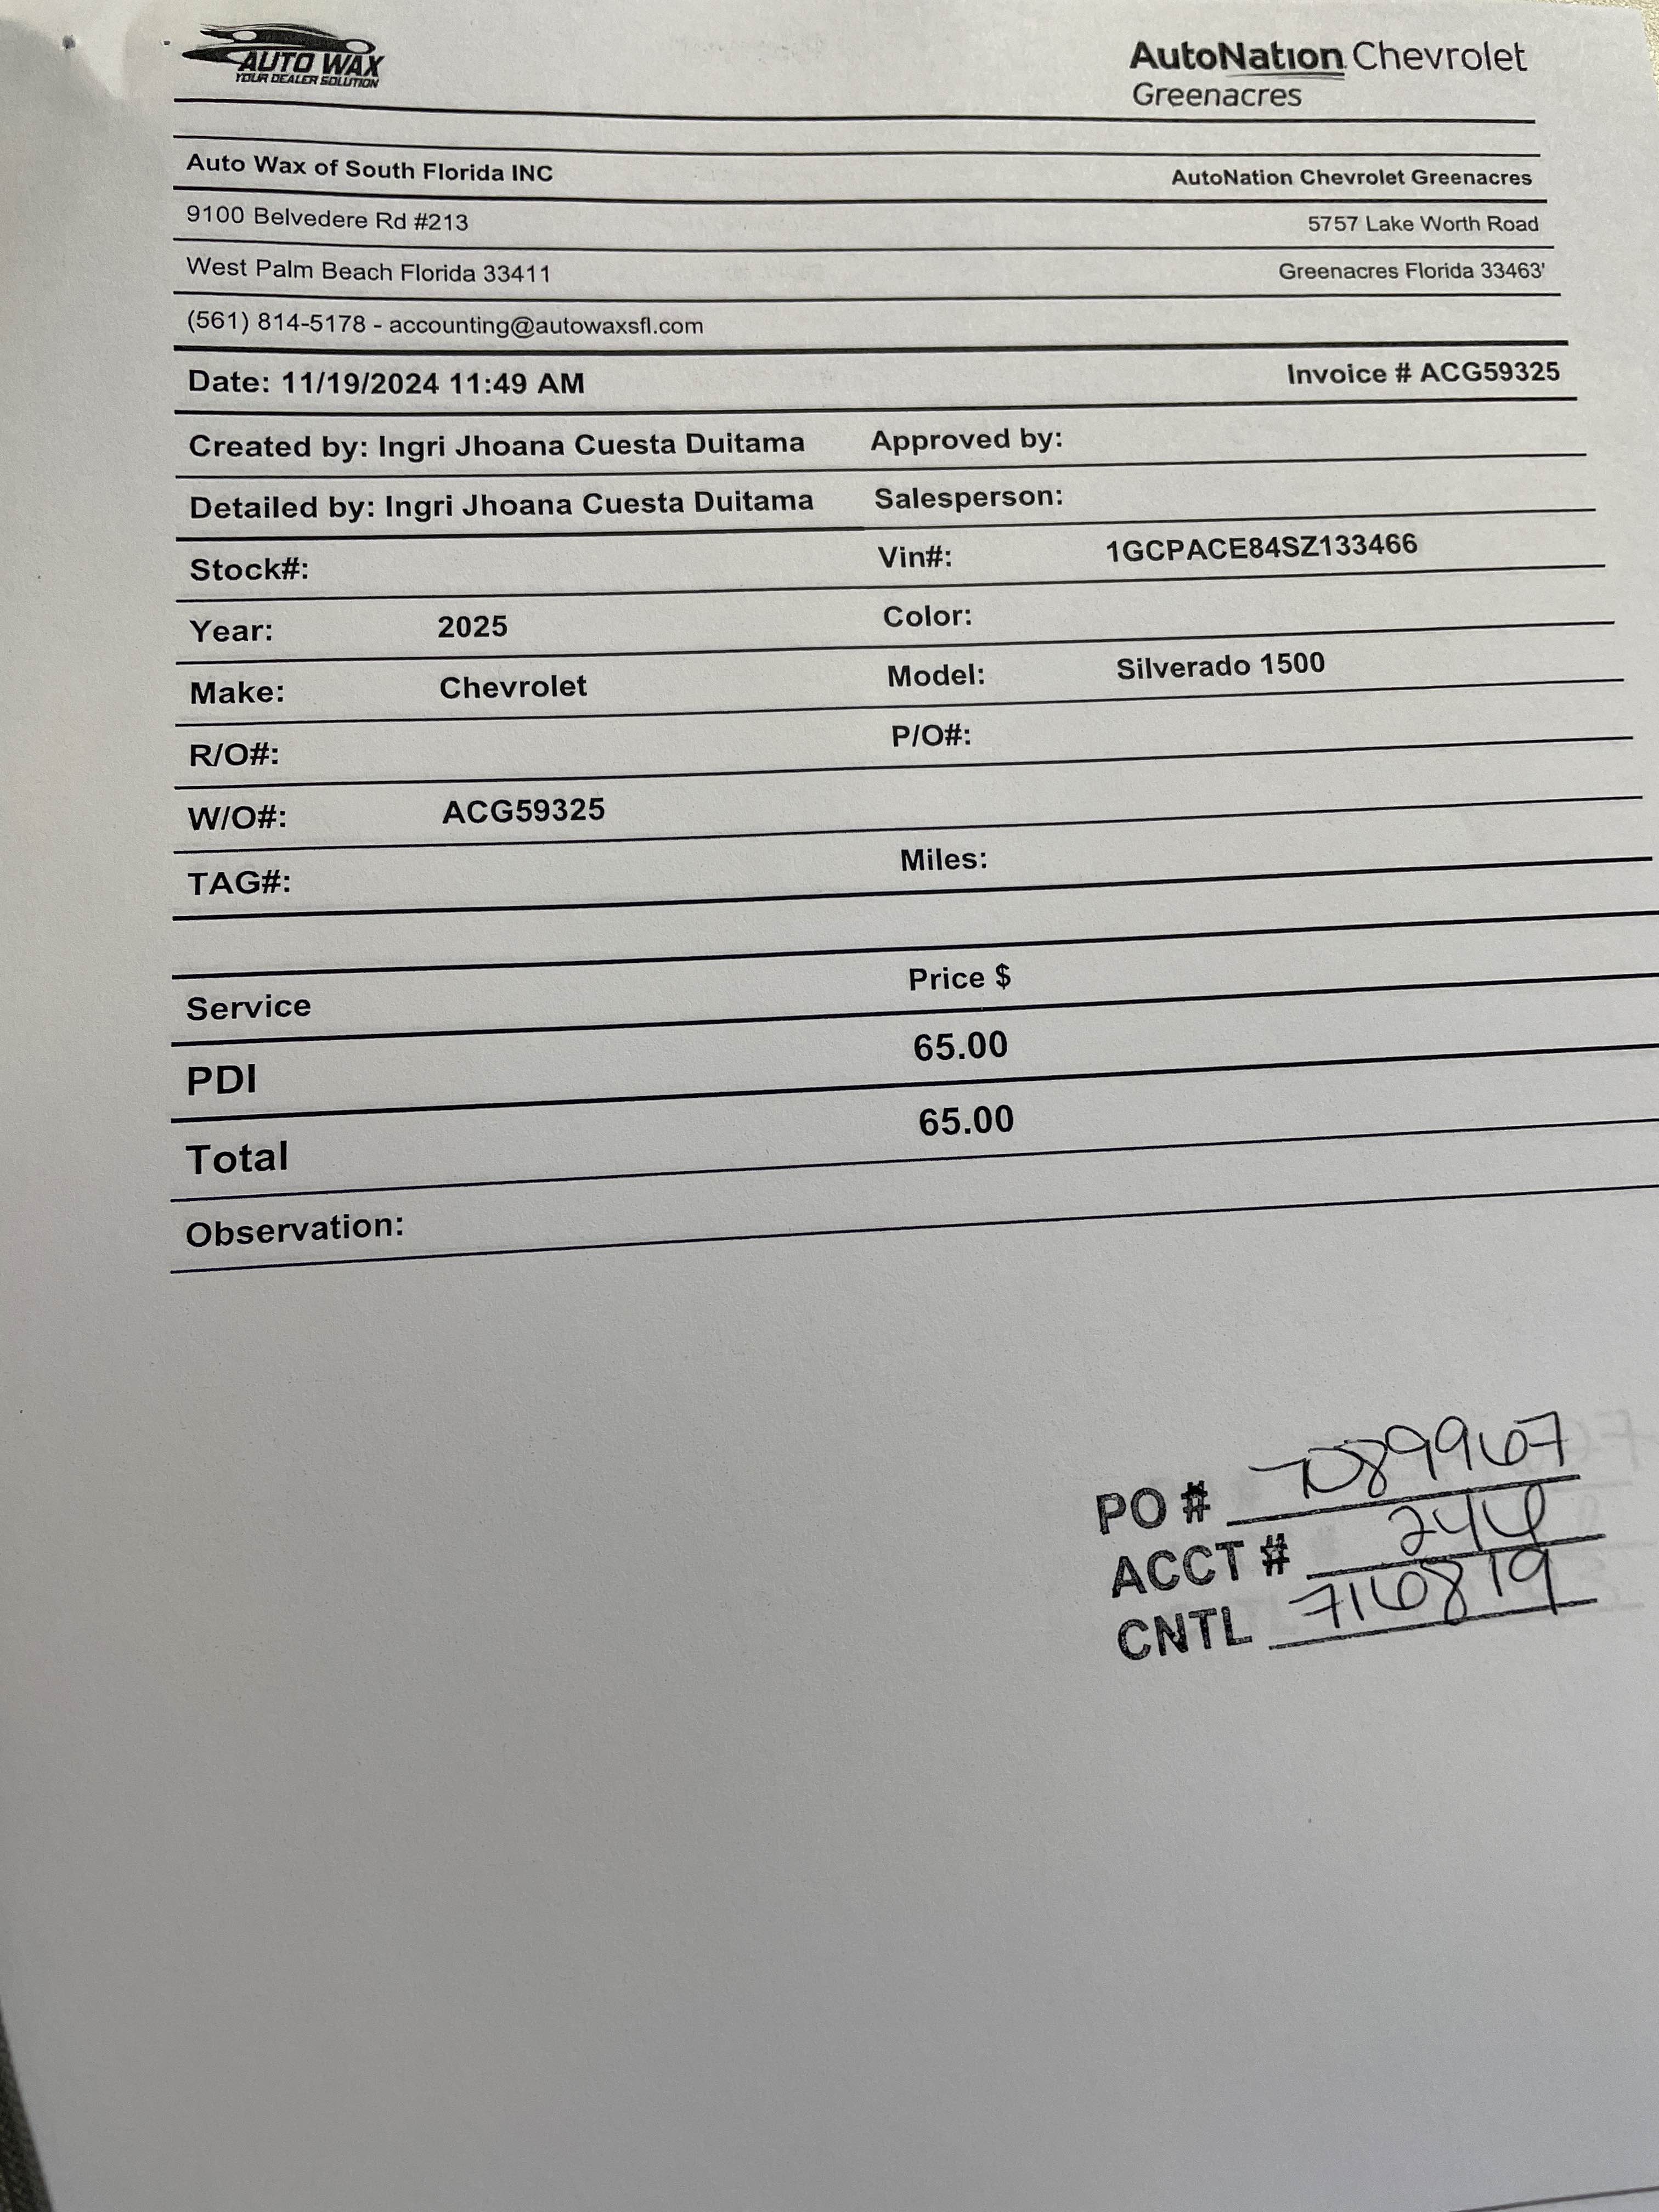 AUTO WAX
YOUR DEALER SOLUTION
AutoNation Chevrolet
Greenacres
Auto Wax of South Florida INC
AutoNation Chevrolet Greenacres
9100 Belvedere Rd #213
5757 Lake Worth Road
West Palm Beach Florida 33411
Greenacres Florida 33463'
(561) 814-5178 - accounting@autowaxsfl.com
Date: 11/19/2024 11:49 AM
Invoice # ACG59325
Created by: Ingri Jhoana Cuesta Duitama Approved by:
Detailed by: Ingri Jhoana Cuesta Duitama Salesperson:
Stock#: Vin#: 1GCPACE84SZ133466
Year: 2025 Color:
Make: Chevrolet Model: Silverado 1500
R/O#: P/O#:
W/O#: ACG59325
TAG#: Miles:
Service Price $
PDI 65.00
Total 65.00
Observation:
PO # 7089967
ACCT #
CNTL 716819